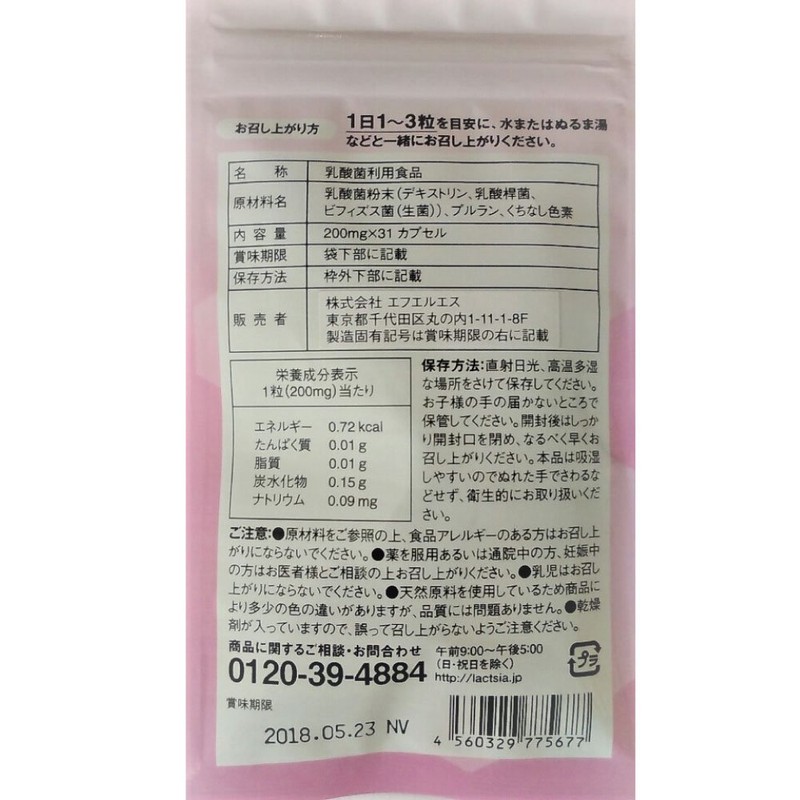 お召し上がり方
1日1～3粒を目安に、水またはぬるま湯
などと一緒にお召し上がりください。
名称 乳酸菌利用食品
原材料名 乳酸菌粉末(デキストリン、乳酸桿菌、
ビフィズス菌(生菌))、プルラン、くちなし色素
内容量 200mg×31カプセル
賞味期限 袋下部に記載
保存方法 枠外下部に記載
販売者 株式会社 エフエルエス
東京都千代田区丸の内1-11-1-8F
製造固有記号は賞味期限の右に記載
栄養成分表示
1粒(200mg)当たり
エネルギー 0.72kcal
たんぱく質 0.01g
脂質 0.01g
炭水化物 0.15g
ナトリウム 0.09mg
保存方法:直射日光、高温多湿
な場所をさけて保存してください。
お子様の手の届かないところで
保管してください。開封後はしっか
り開封口を閉め、なるべく早くお
召し上がりください。本品は吸湿
しやすいのでぬれた手でさわるな
どせず、衛生的にお取り扱いくだ
さい。
ご注意:●原材料をご参照の上、食品アレルギーのある方はお召し上
がりにならないでください。●薬を服用あるいは通院中の方、妊娠中
の方はお医者様とご相談の上お召し上がりください。●乳児はお召し
上がりにならないでください。●天然原料を使用しているため商品に
より多少の色の違いがありますが、品質には問題ありません。●乾燥
剤が入っていますので、誤って召し上がらないようご注意ください。
商品に関するご相談・お問合わせ
0120-39-4884
午前9:00～午後5:00
(日・祝日を除く)
http://lactsia.jp
プラ
賞味期限
2018.05.23 NV
4 560329 775677